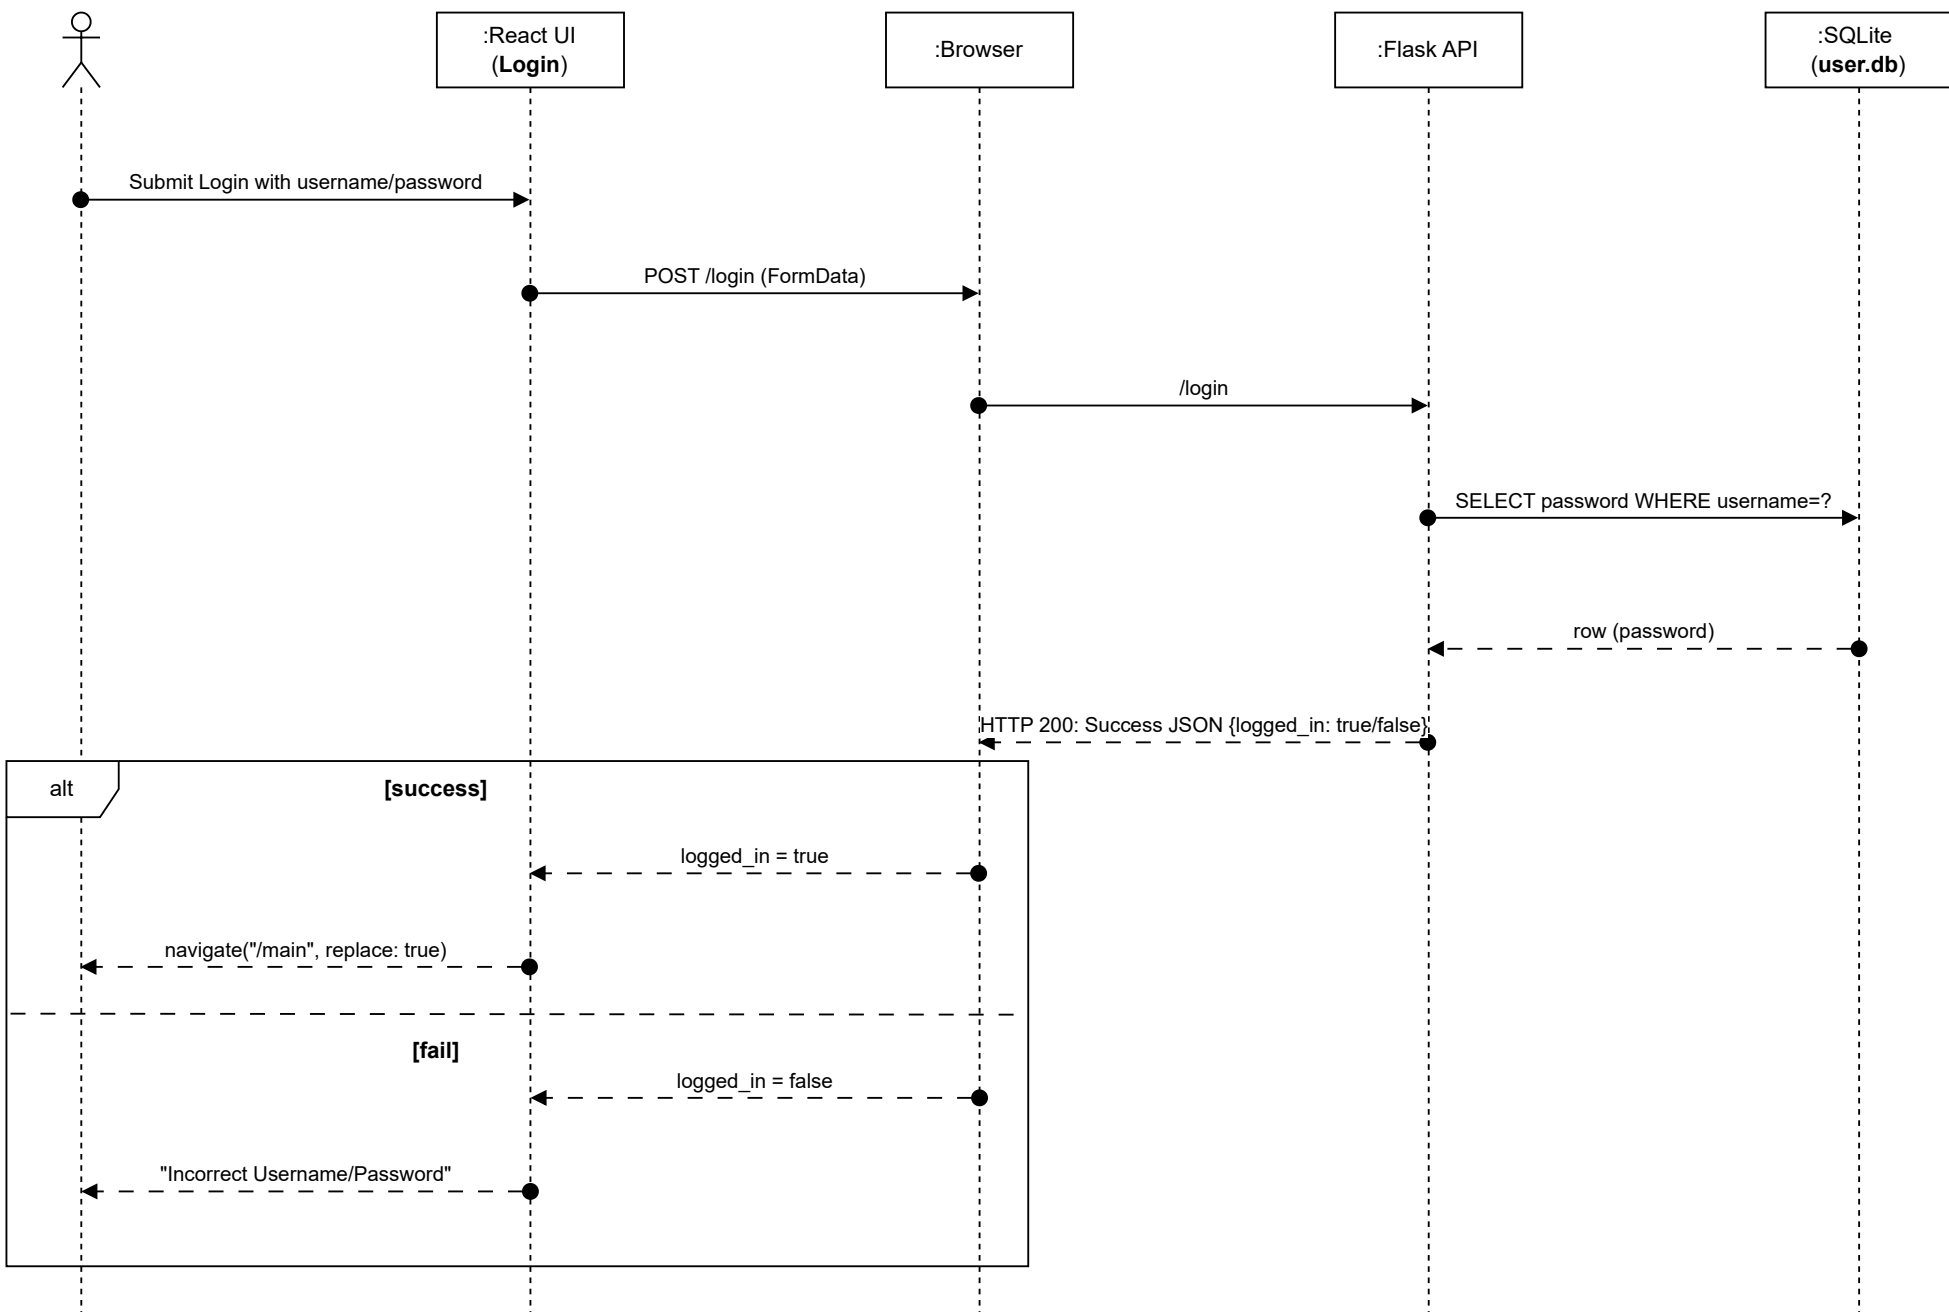 :React UI
(Login)
:Browser
:Flask API
:SQLite
(user.db)
Submit Login with username/password
POST /login (FormData)
/login
SELECT password WHERE username=?
row (password)
HTTP 200: Success JSON {logged_in: true/false}
alt
[success]
logged_in = true
navigate("/main", replace: true)
[fail]
logged_in = false
"Incorrect Username/Password"